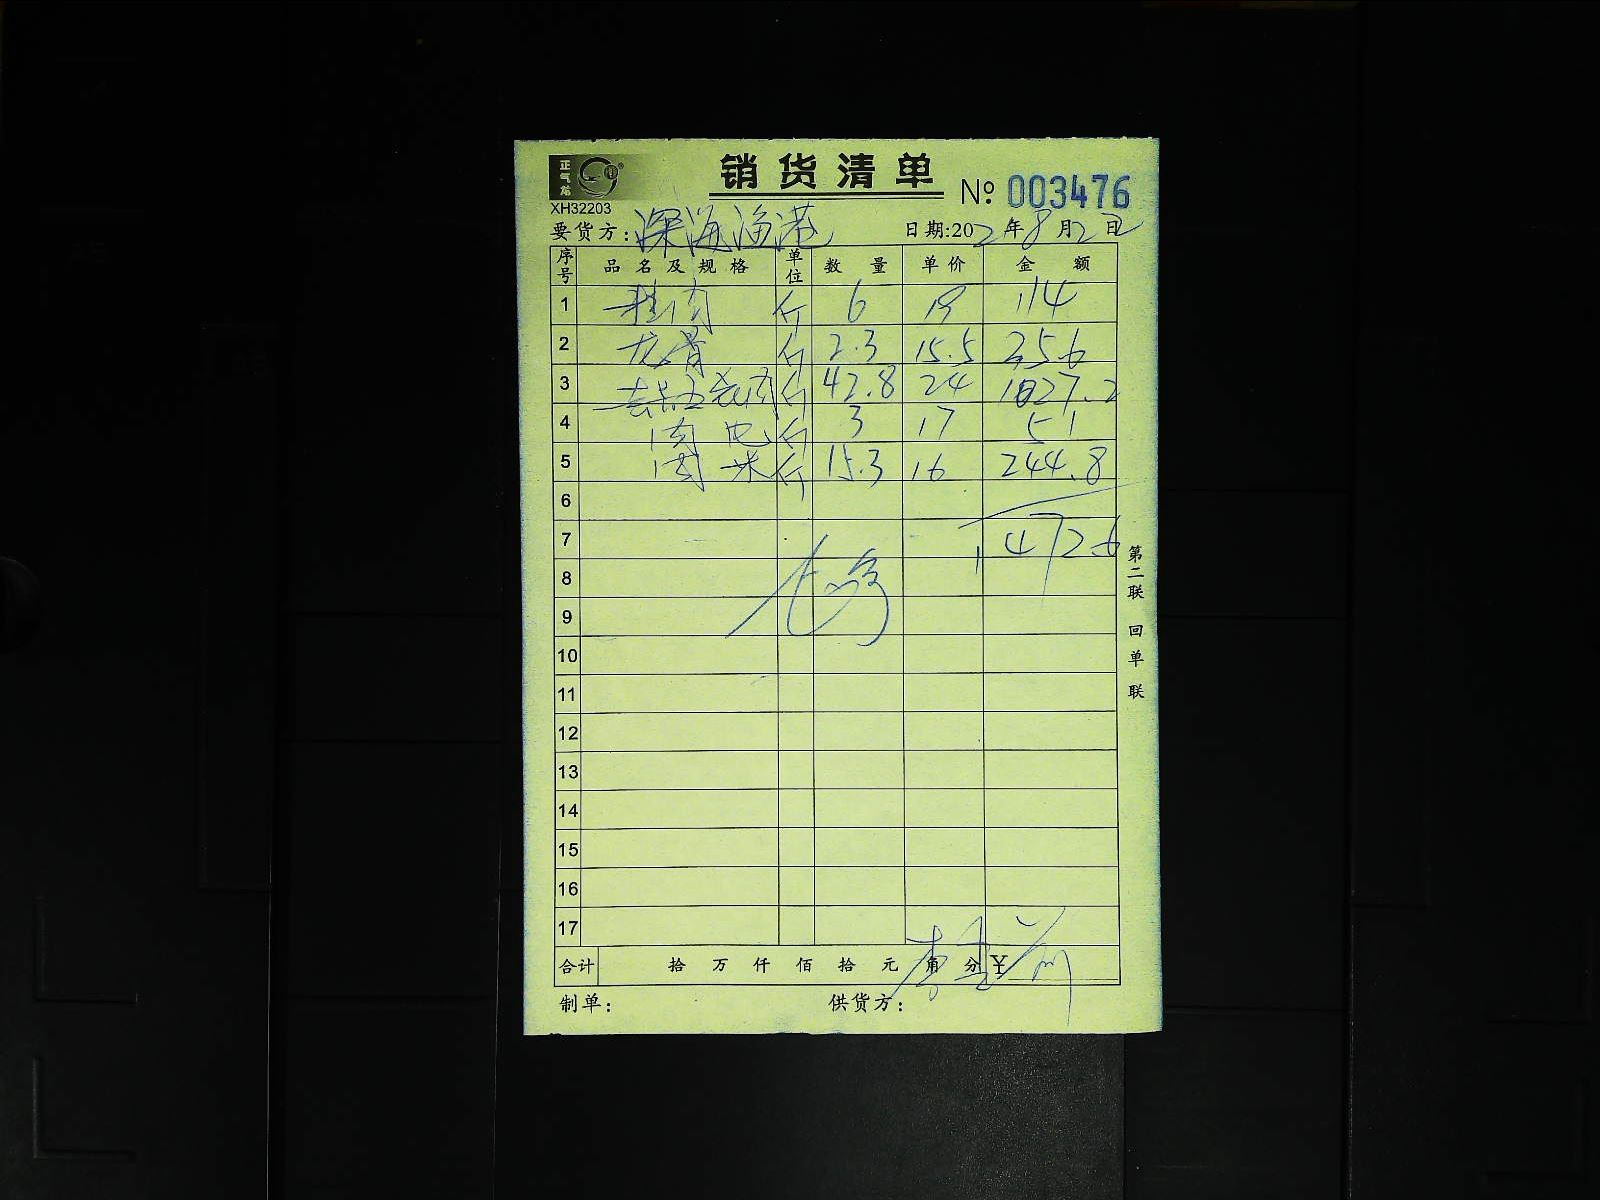 正气龙
销货清单
№ 003476
XH32203
要货方:深海渔港 日期:202年8月22日
序号 品名及规格 单位 数量 单价 金额
1 肉 斤 6 19 114
2 龙骨 斤 2.3 15.5 35.6
3 去皮五花肉 斤 42.8 24 1027.2
4 肉 斤 3 17 51
5 肉 斤 15.3 16 244.8
6
7 1472.6
8
9
10
11
12
13
14
15
16
17
合计 拾 万 仟 佰 拾 元 角 分 ¥
制单: 供货方:
第二联 回单联